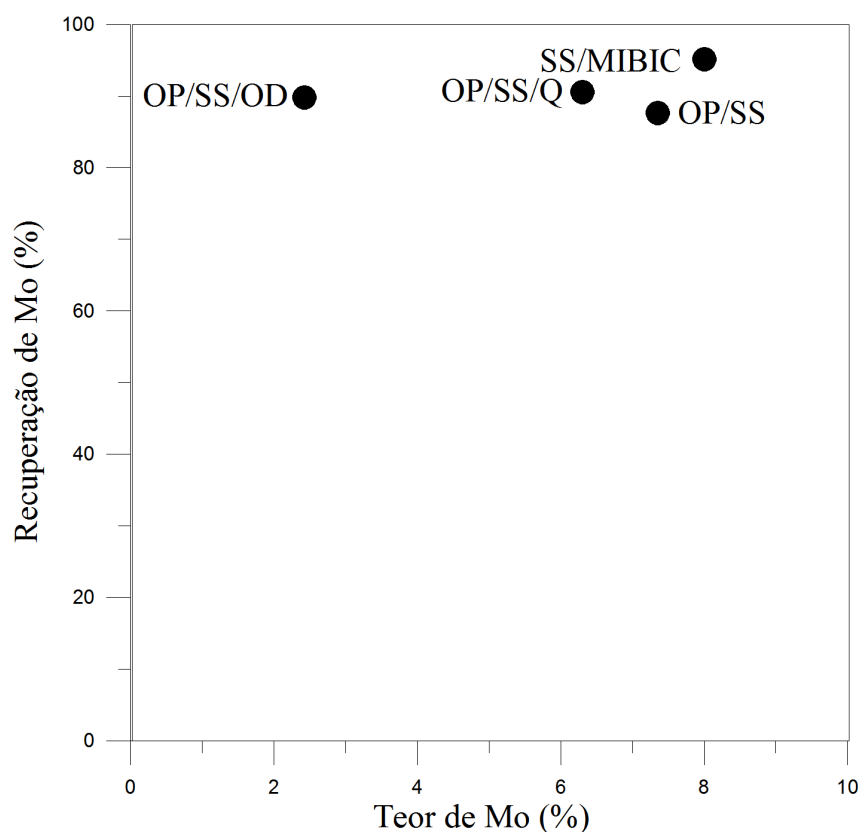 100
SS/MIBIC
OP/SS/OD
OP/SS/Q
OP/SS
80
60
40
20
0
Recuperação de Mo (%)
0 2 4 6 8 10
Teor de Mo (%)